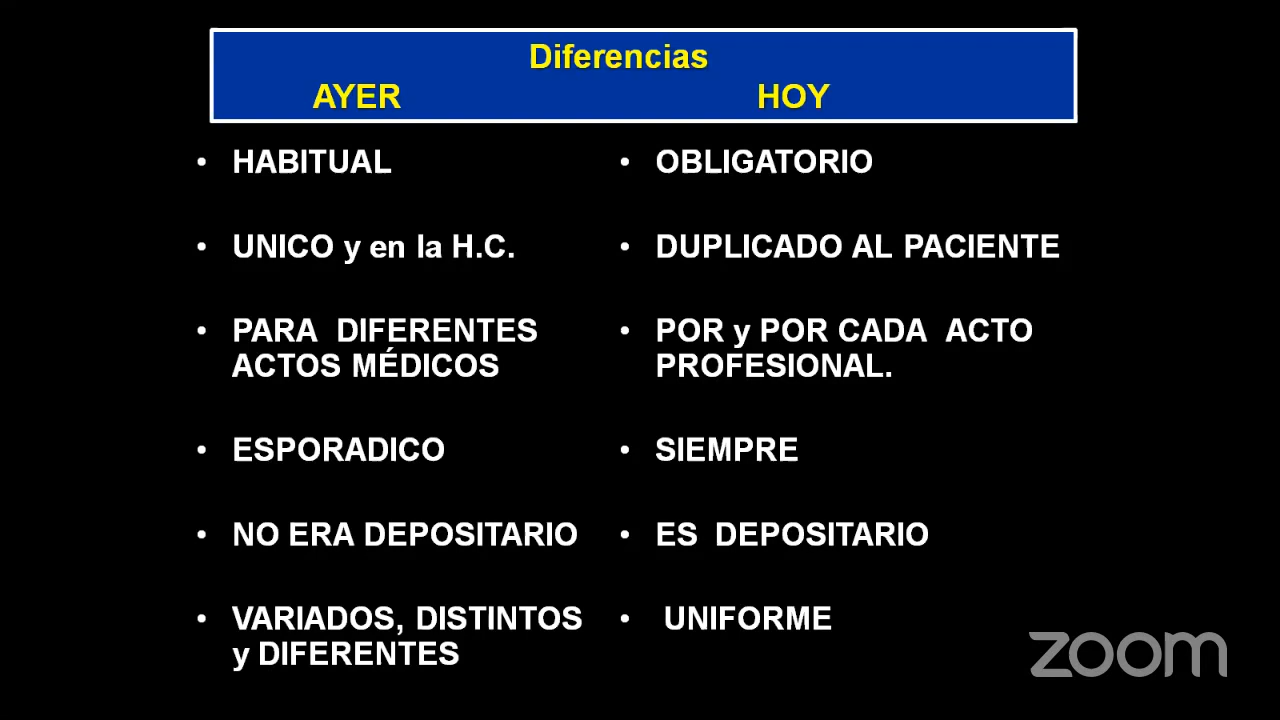 Diferencias
AYER HOY
• HABITUAL
• UNICO y en la H.C.
• PARA DIFERENTES
ACTOS MÉDICOS
• ESPORADICO
• NO ERA DEPOSITARIO
• VARIADOS, DISTINTOS
y DIFERENTES
• OBLIGATORIO
• DUPLICADO AL PACIENTE
• POR y POR CADA ACTO
PROFESIONAL.
• SIEMPRE
• ES DEPOSITARIO
• UNIFORME
zoom